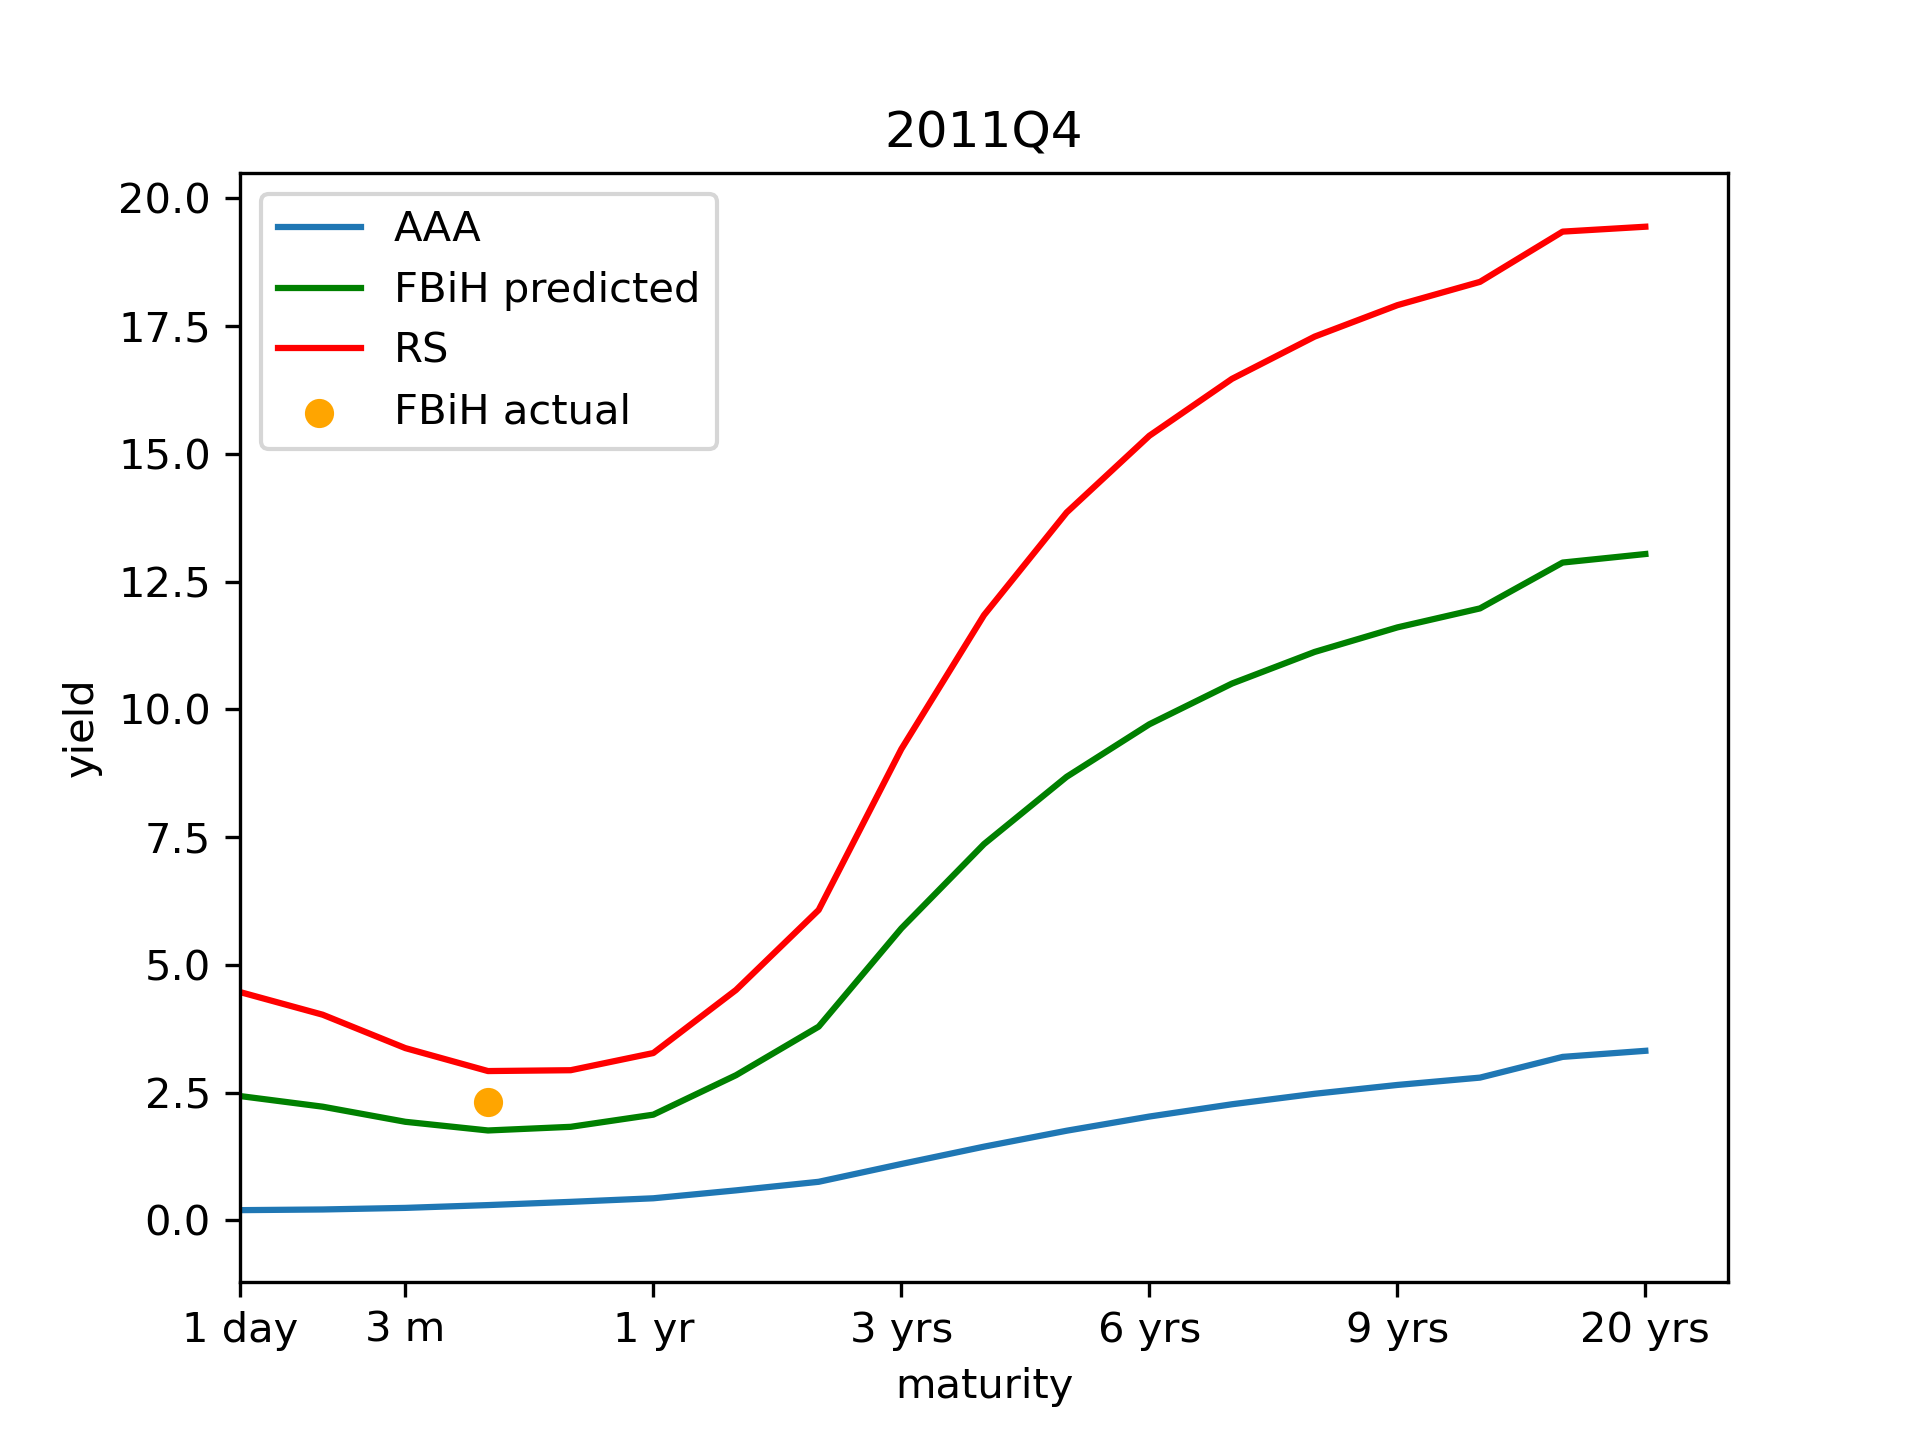 2011Q4
AAA
FBiH predicted
RS
FBiH actual
20.0
17.5
15.0
12.5
10.0
7.5
5.0
2.5
0.0
yield
1 day 3 m 1 yr 3 yrs 6 yrs 9 yrs 20 yrs
maturity